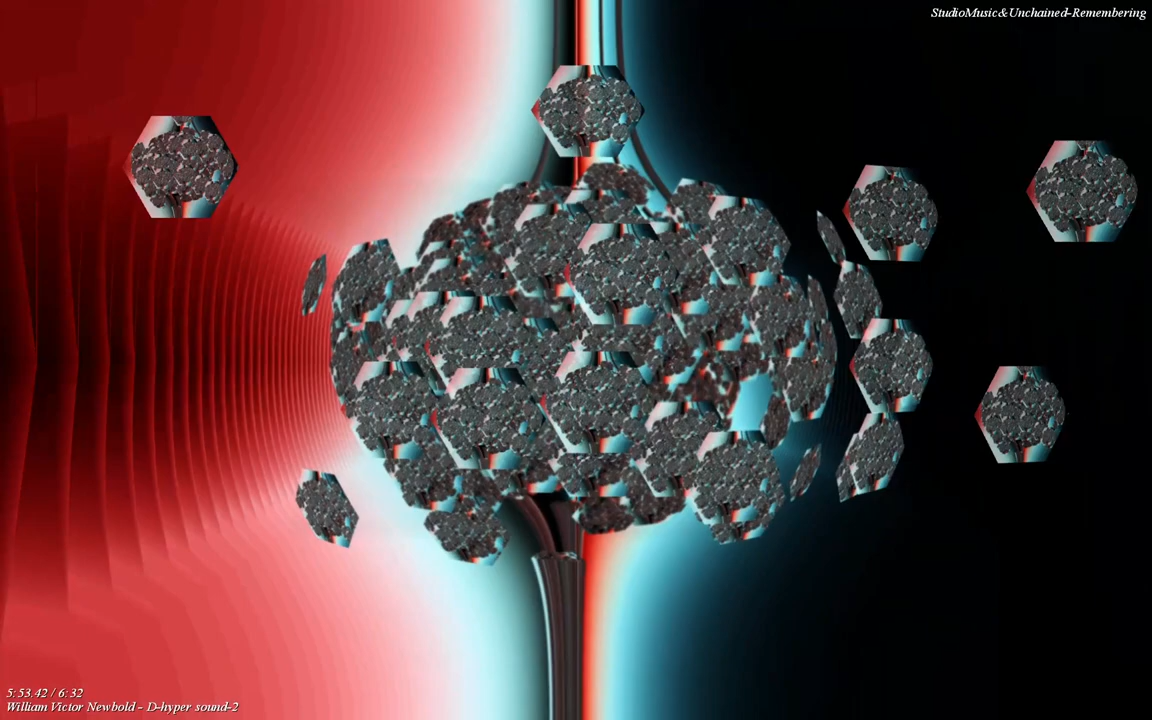 StudioMusic&Unchained-Remembering
5:53.42 / 6:32
William Victor Newbold - D-hyper sound-2